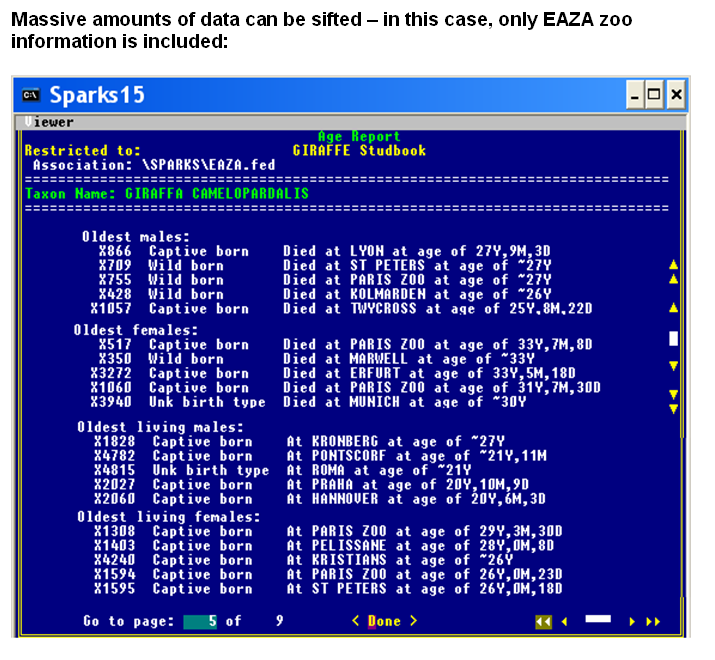 Massive amounts of data can be sifted – in this case, only EAZA zoo
information is included:
Sparks15
Viewer
Age Report
Restricted to: GIRAFFE Studbook
Association: \SPARKS\EAZA.fed
================================================================================
Taxon Name: GIRAFFA CAMELOPARDALIS
================================================================================
Oldest males:
X866 Captive born Died at LYON at age of 27Y,9M,3D
X709 Wild born Died at ST PETERS at age of ~27Y
X755 Wild born Died at PARIS ZOO at age of ~27Y
X428 Wild born Died at KOLMARDEN at age of ~26Y
X1057 Captive born Died at TWYCROSS at age of 25Y,8M,22D
Oldest females:
X517 Captive born Died at PARIS ZOO at age of 33Y,7M,8D
X350 Wild born Died at MARWELL at age of ~33Y
X3272 Captive born Died at ERFURT at age of 33Y,5M,18D
X1060 Captive born Died at PARIS ZOO at age of 31Y,7M,30D
X3940 Unk birth type Died at MUNICH at age of ~30Y
Oldest living males:
X1828 Captive born At KRONBERG at age of ~27Y
X4782 Captive born At PONTSCORF at age of ~21Y,11M
X4815 Unk birth type At ROMA at age of ~21Y
X2027 Captive born At PRAHA at age of 20Y,10M,9D
X2060 Captive born At HANNOVER at age of 20Y,6M,3D
Oldest living females:
X1308 Captive born At PARIS ZOO at age of 29Y,3M,30D
X1403 Captive born At PELISSANE at age of 28Y,0M,8D
X4240 Captive born At KRISTIANS at age of ~26Y
X1594 Captive born At PARIS ZOO at age of 26Y,0M,23D
X1595 Captive born At ST PETERS at age of 26Y,0M,18D
Go to page: 5 of 9 < Done >